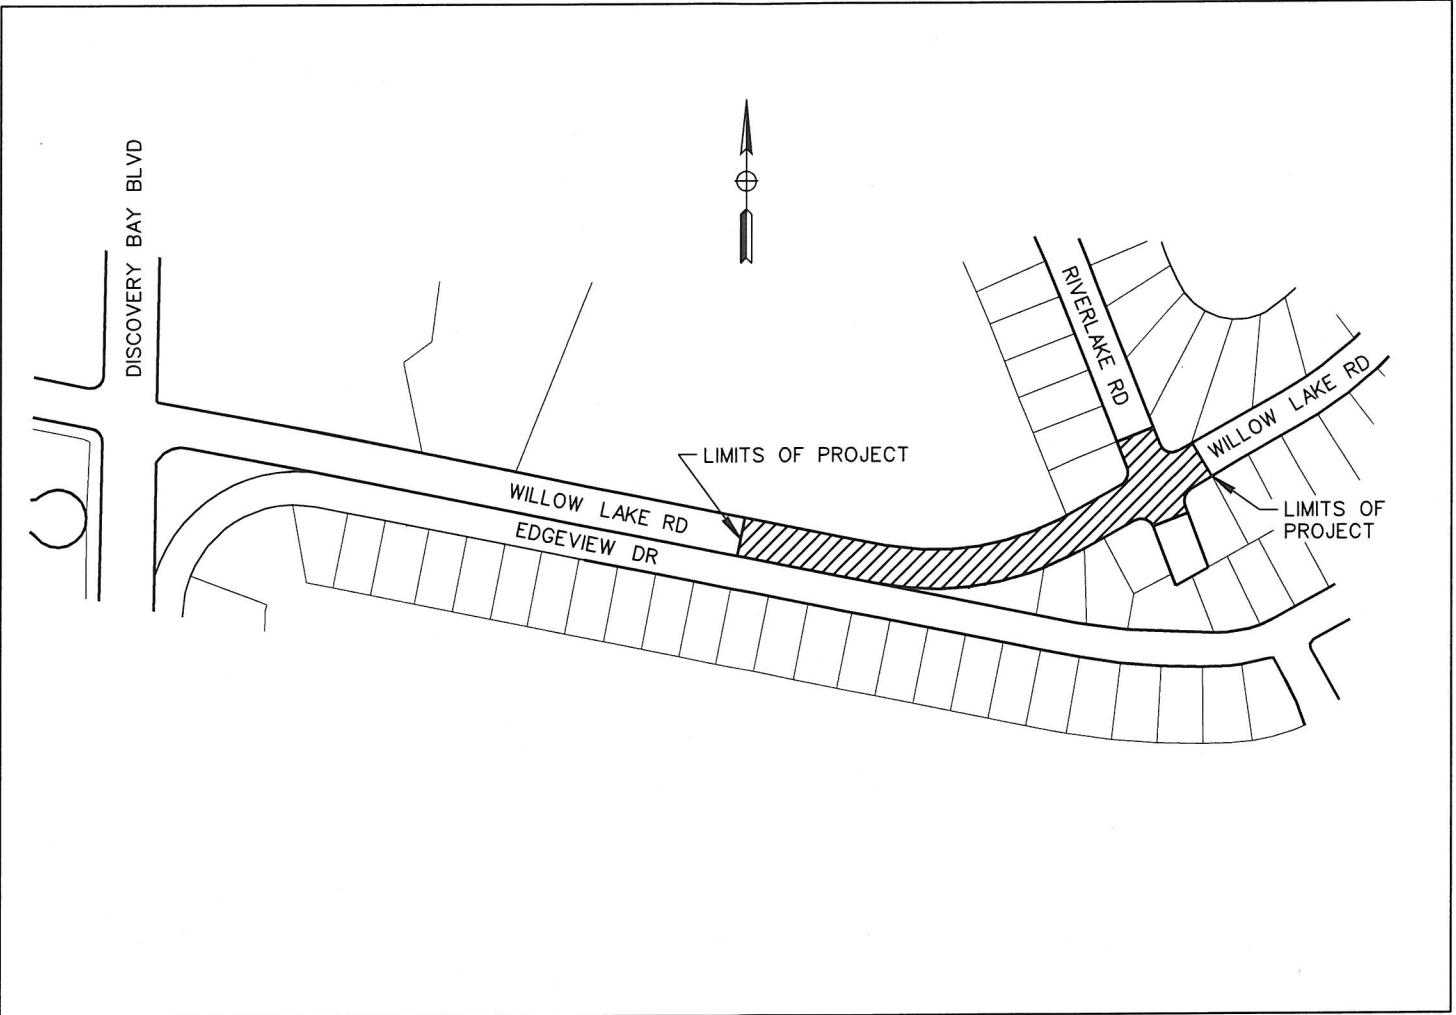 DISCOVERY BAY BLVD
RIVERLAKE RD
WILLOW LAKE RD
LIMITS OF PROJECT
WILLOW LAKE RD
EDGEVIEW DR
LIMITS OF
PROJECT